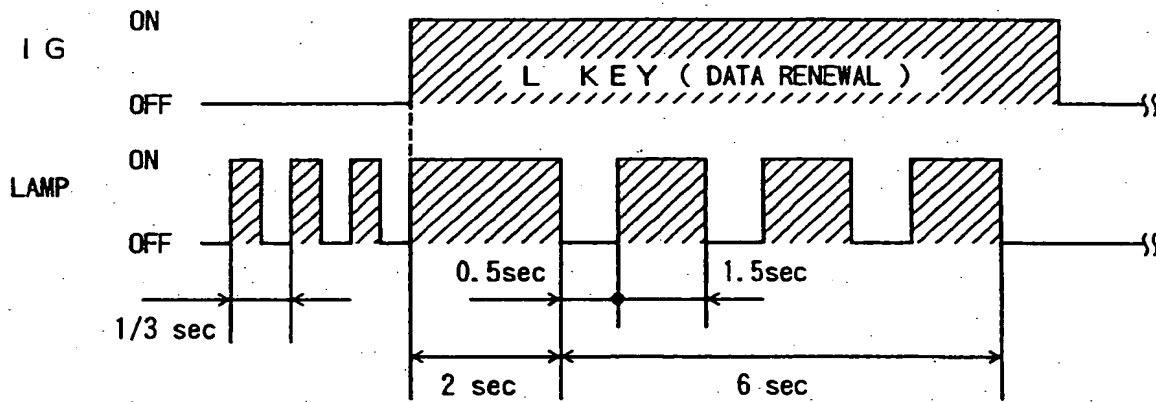 ON
I G
L KEY ( DATA RENEWAL )
OFF
ON
LAMP
OFF
0.5sec
1.5sec
1/3 sec
2 sec
6 sec